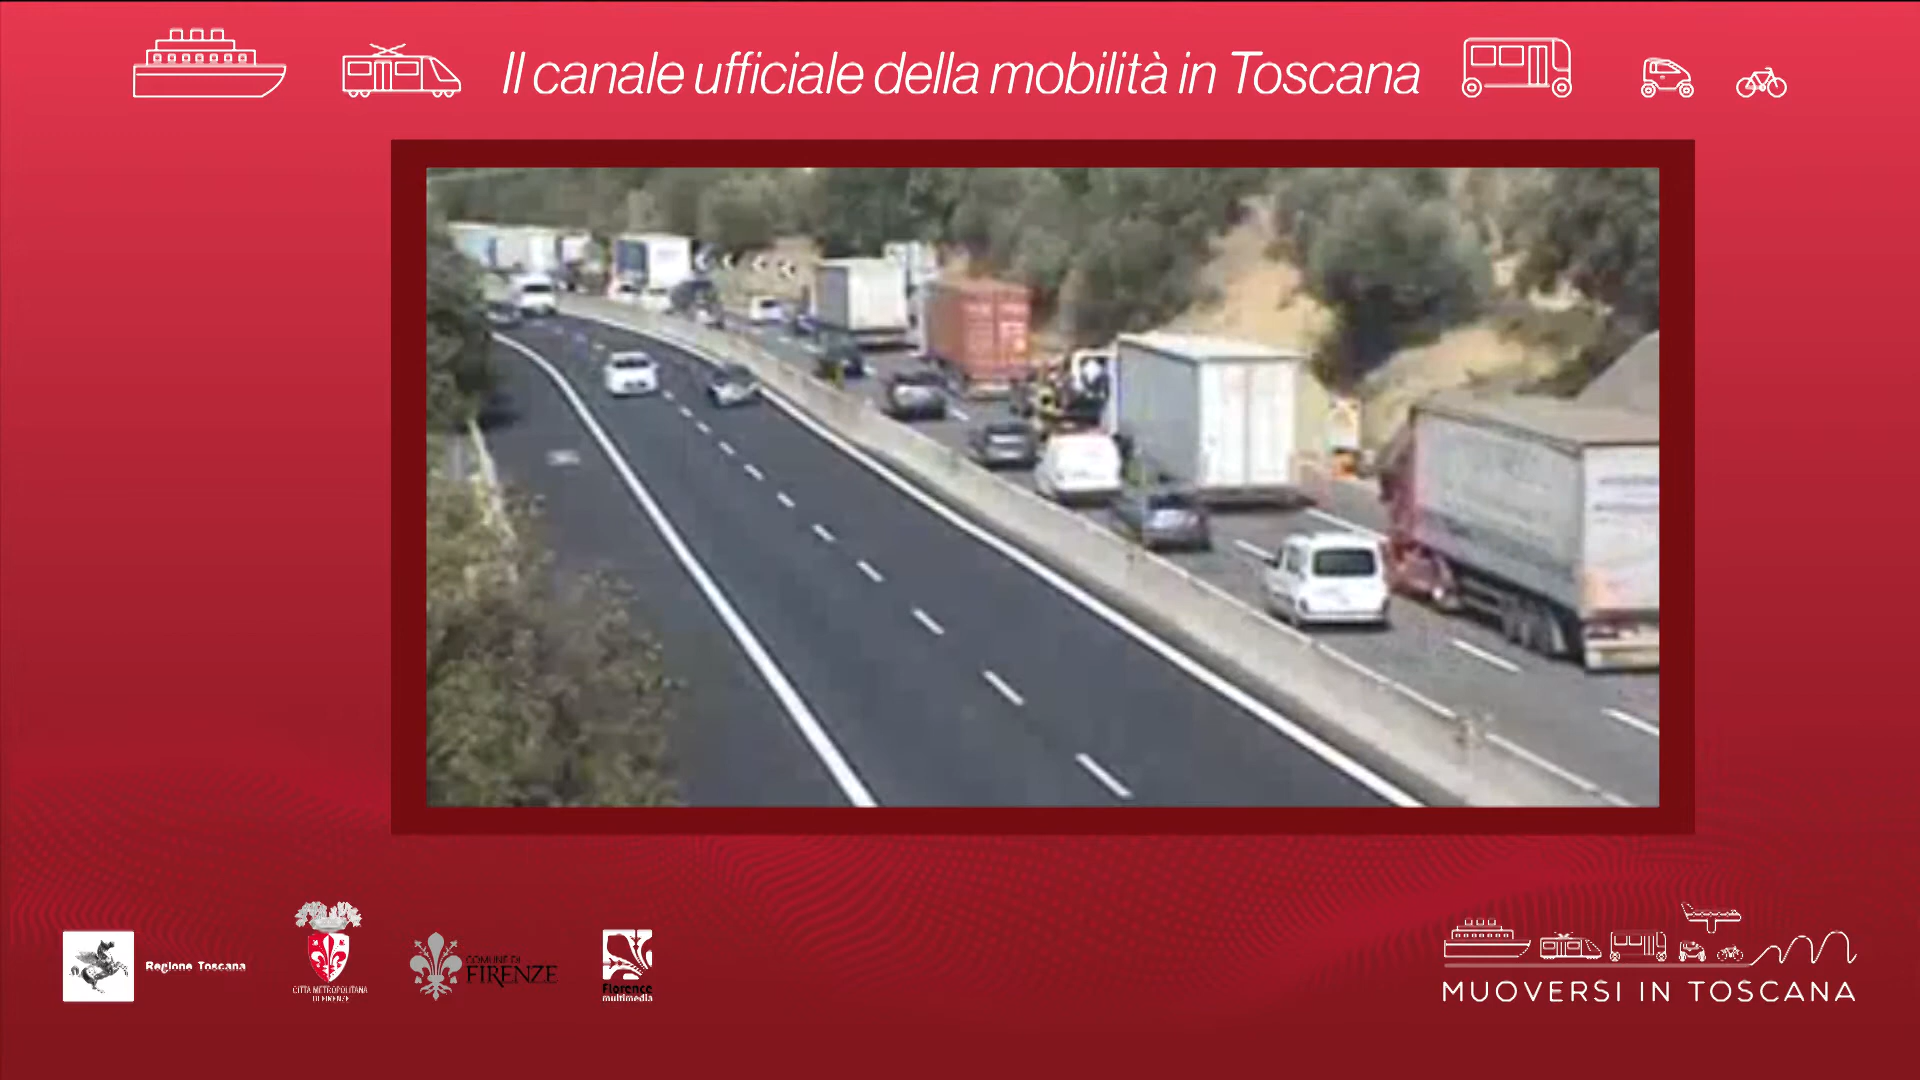 Il canale ufficiale della mobilità in Toscana
Regione Toscana
CITTÀ METROPOLITANA
DI FIRENZE
COMUNE DI
FIRENZE
Florence
multimedia
MUOVERSI IN TOSCANA